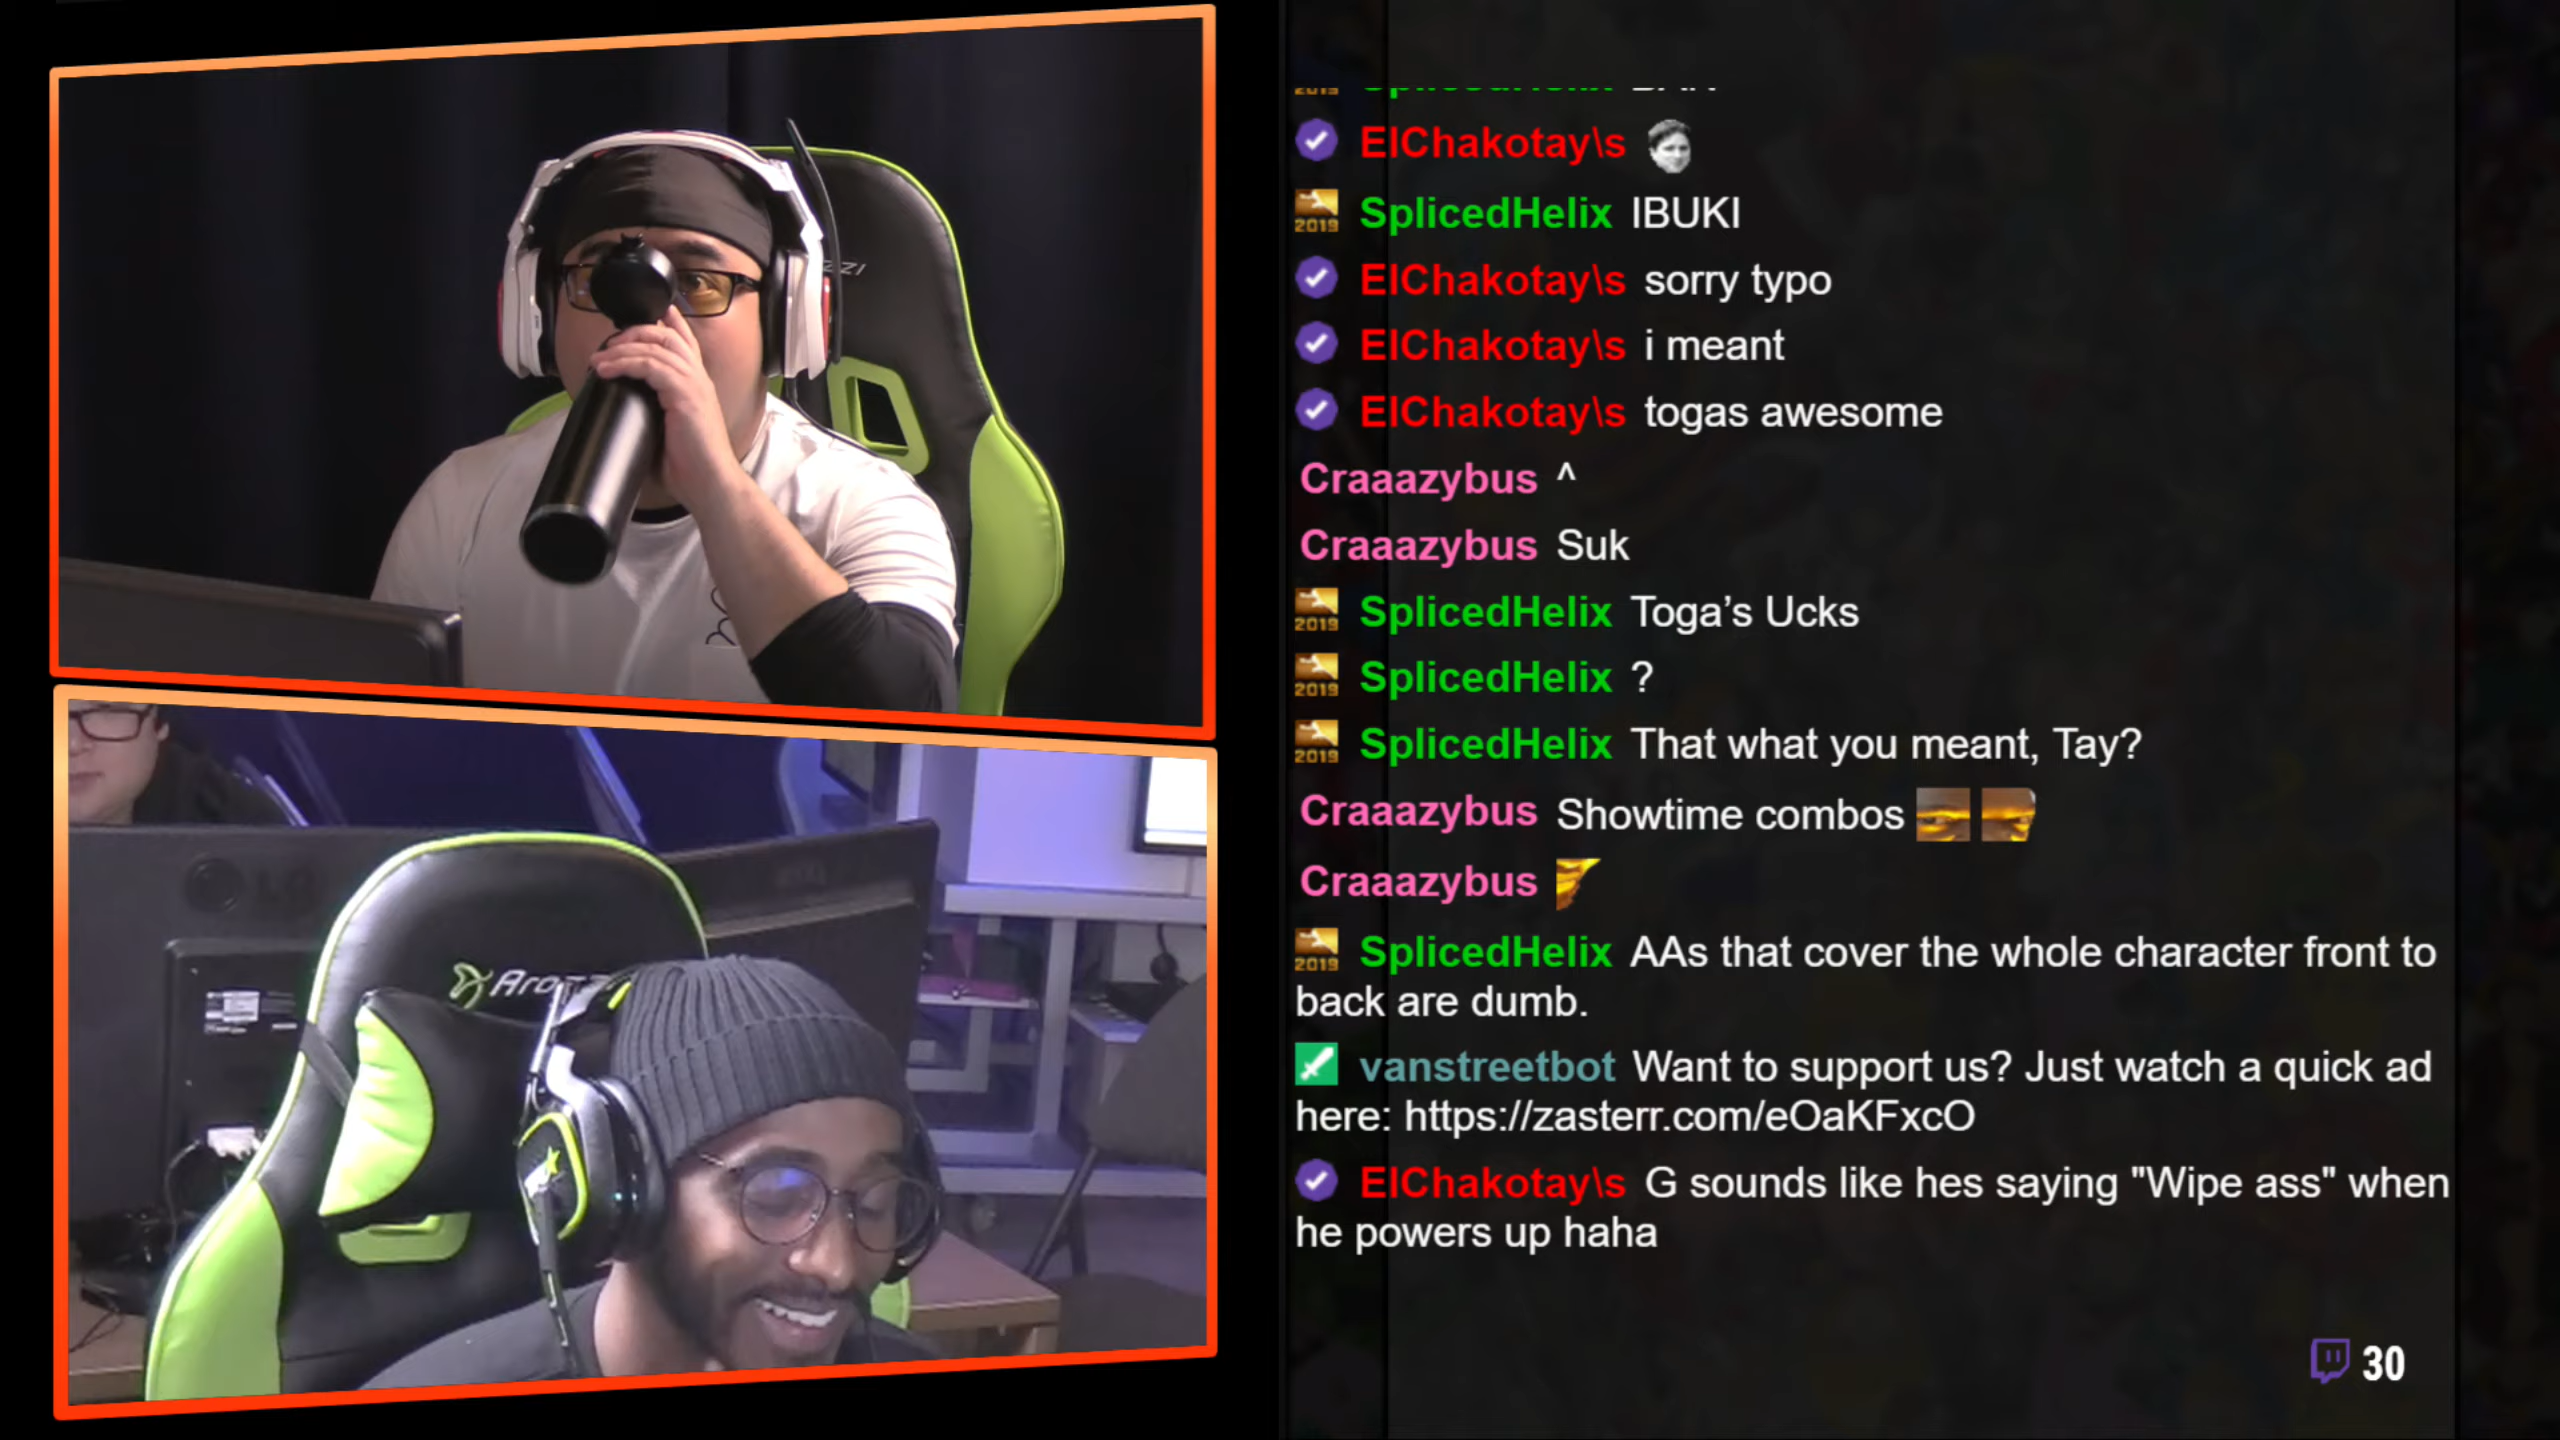 ElChakotay\s
SplicedHelix IBUKI
2019
ElChakotay\s sorry typo
ElChakotay\s i meant
ElChakotay\s togas awesome
Craaazybus ^
Craaazybus Suk
SplicedHelix Toga’s Ucks
2019
SplicedHelix ?
2019
SplicedHelix That what you meant, Tay?
2019
Craaazybus Showtime combos
Craaazybus
SplicedHelix AAs that cover the whole character front to
2019
back are dumb.
vanstreetbot Want to support us? Just watch a quick ad
here: https://zasterr.com/eOaKFxcO
ElChakotay\s G sounds like hes saying "Wipe ass" when
he powers up haha
30